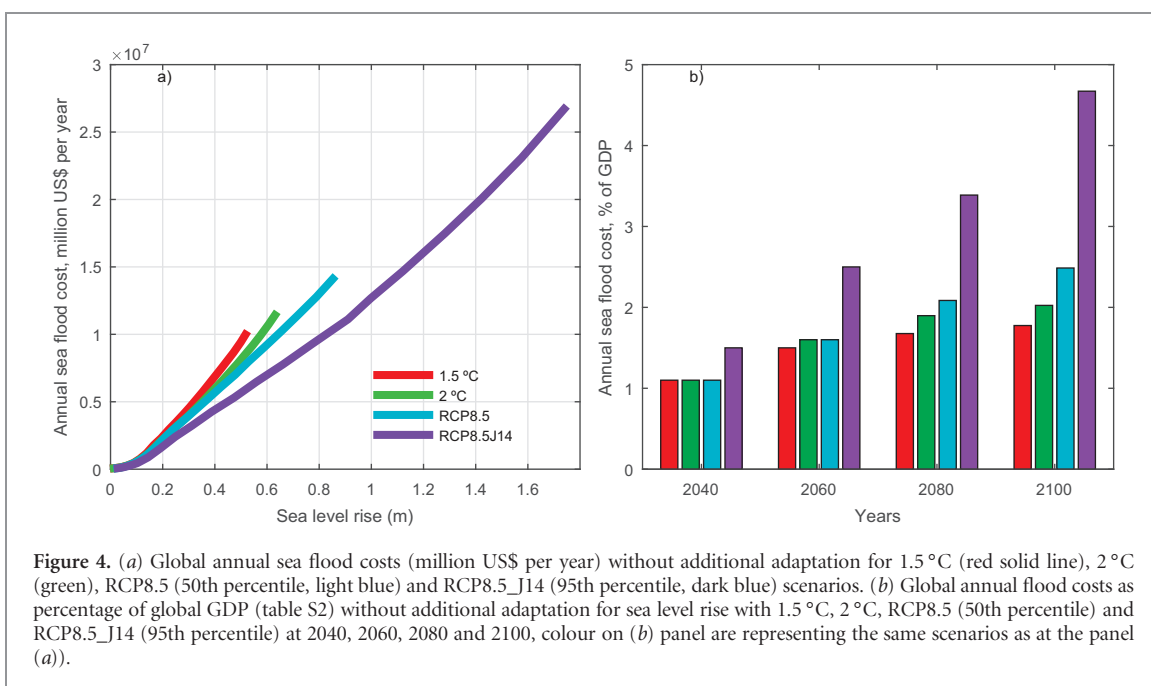 ×10⁷
a)
3
2.5
2
1.5
1
0.5
0
Annual sea flood cost, million US$ per year
0 0.2 0.4 0.6 0.8 1 1.2 1.4 1.6
Sea level rise (m)
1.5 ºC
2 ºC
RCP8.5
RCP8.5J14
b)
5
4
3
2
1
0
Annual sea flood cost, % of GDP
2040 2060 2080 2100
Years
Figure 4. (a) Global annual sea flood costs (million US$ per year) without additional adaptation for 1.5 °C (red solid line), 2 °C
(green), RCP8.5 (50th percentile, light blue) and RCP8.5_J14 (95th percentile, dark blue) scenarios. (b) Global annual flood costs as
percentage of global GDP (table S2) without additional adaptation for sea level rise with 1.5 °C, 2 °C, RCP8.5 (50th percentile) and
RCP8.5_J14 (95th percentile) at 2040, 2060, 2080 and 2100, colour on (b) panel are representing the same scenarios as at the panel
(a)).